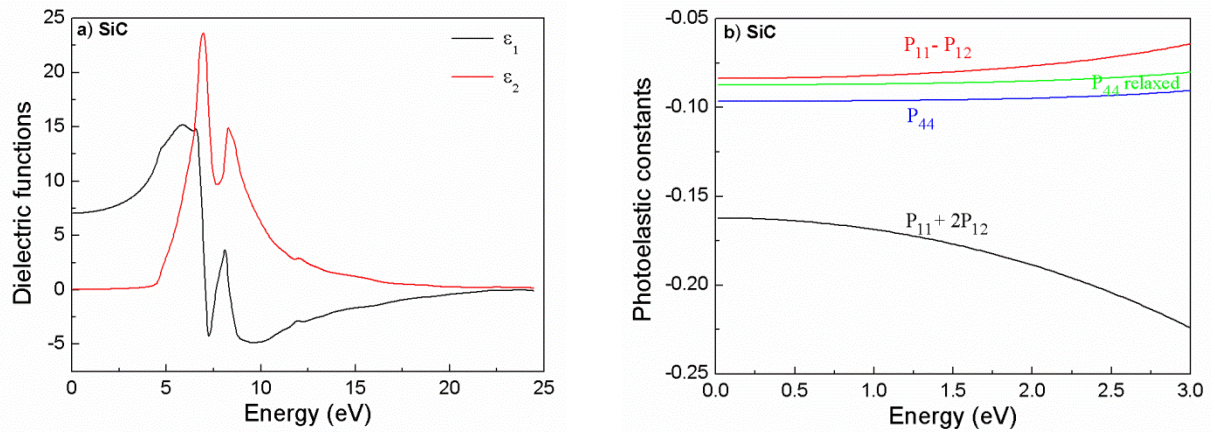 a) SiC
ε₁
ε₂
25
20
15
10
5
0
-5
0
5
10
15
20
25
Dielectric functions
Energy (eV)
b) SiC
P₁₁- P₁₂
P₄₄ relaxed
P₄₄
P₁₁+ 2P₁₂
-0.05
-0.10
-0.15
-0.20
-0.25
0.0
0.5
1.0
1.5
2.0
2.5
3.0
Photoelastic constants
Energy (eV)